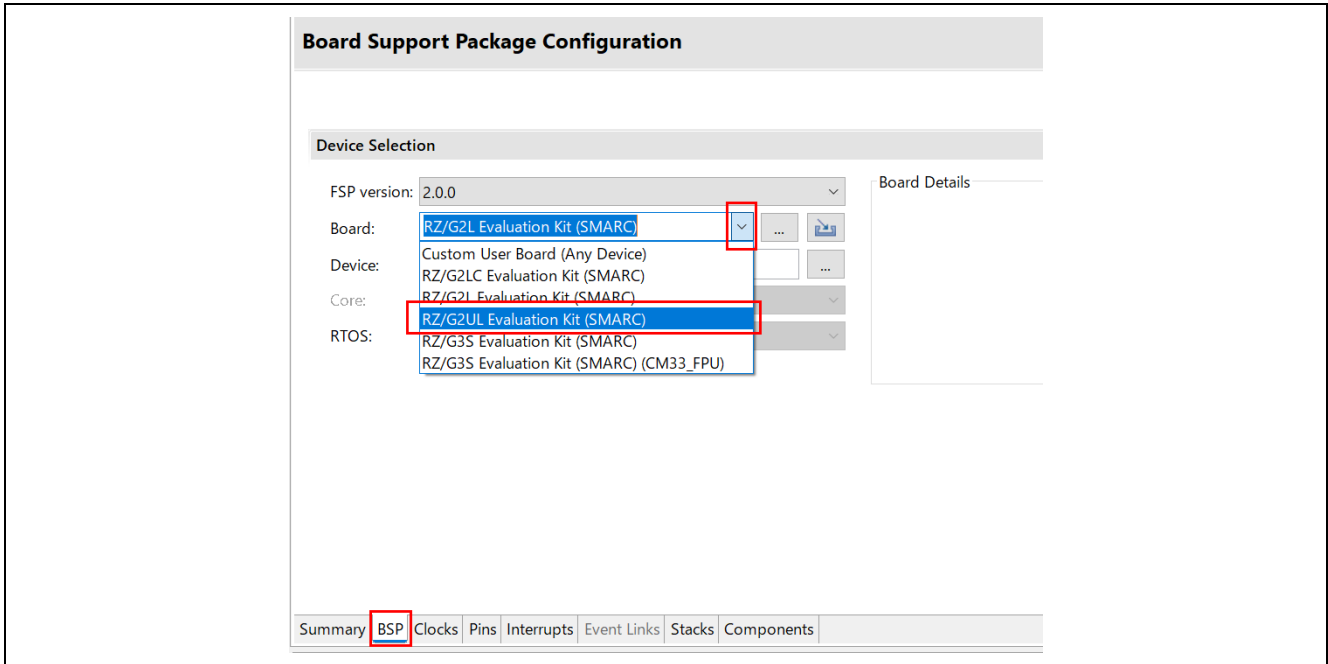 Board Support Package Configuration
Device Selection
FSP version: 2.0.0
Board Details
Board: RZ/G2L Evaluation Kit (SMARC) ...
Custom User Board (Any Device)
Device: ...
RZ/G2LC Evaluation Kit (SMARC)
Core: RZ/G2L Evaluation Kit (SMARC)
RZ/G2UL Evaluation Kit (SMARC)
RTOS: RZ/G3S Evaluation Kit (SMARC)
RZ/G3S Evaluation Kit (SMARC) (CM33_FPU)
Summary BSP Clocks Pins Interrupts Event Links Stacks Components